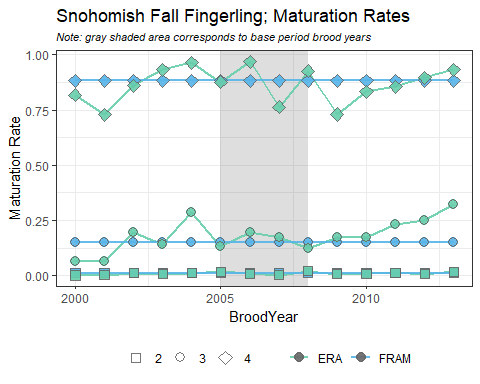 Snohomish Fall Fingerling; Maturation Rates
Note: gray shaded area corresponds to base period brood years
1.00
0.75
0.50
0.25
0.00
Maturation Rate
2000 2005 2010
BroodYear
2 3 4 ERA FRAM